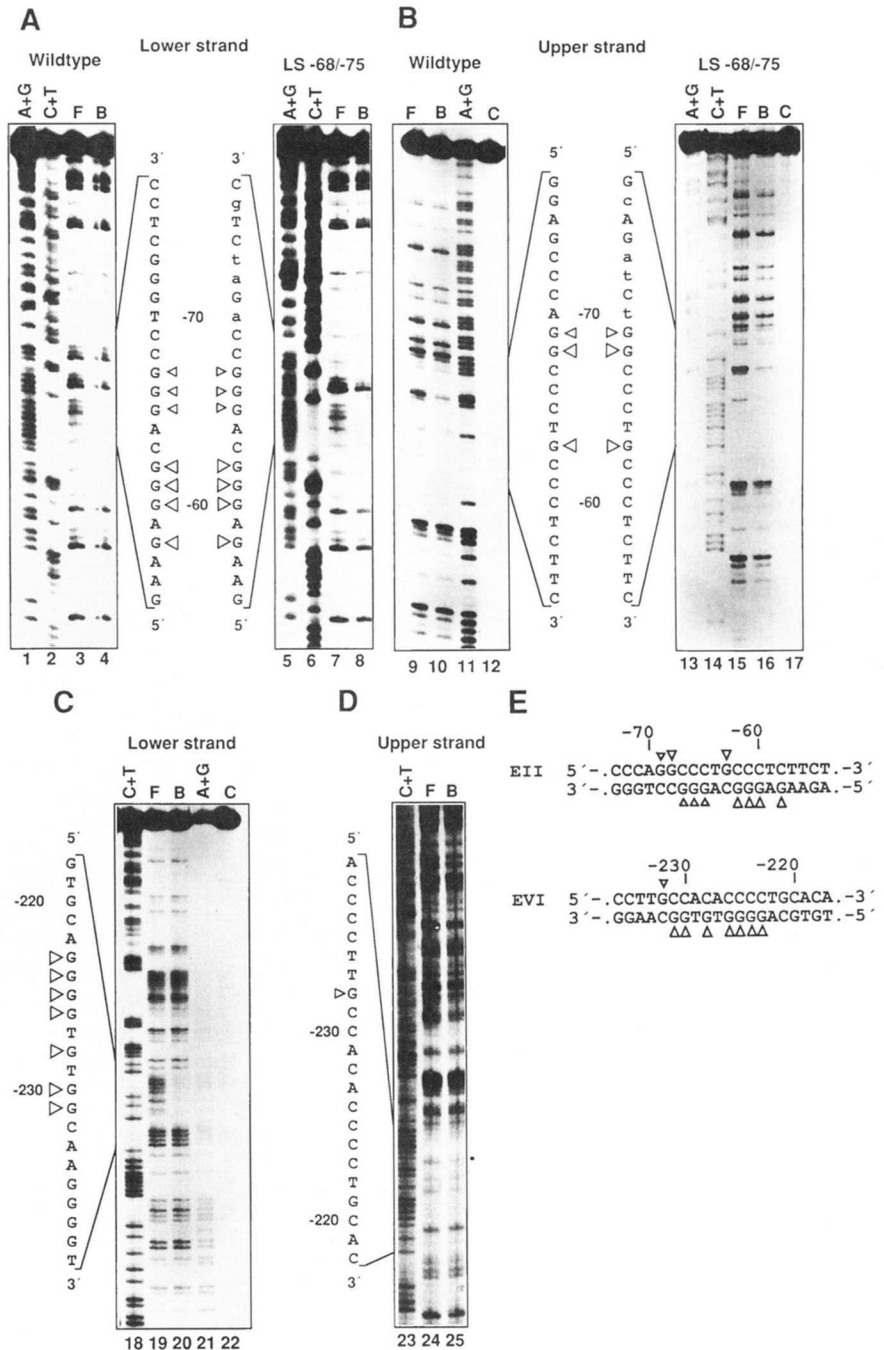 A
Wildtype
Lower strand
LS -68/-75
A+G
C+T
F
B
3´
C
C
T
C
G
G
G
T
-70
C
C
G
G
G
A
C
G
G
G
-60
A
G
A
A
G
5´
3´
C
g
T
C
t
a
G
a
C
C
G
G
G
A
C
G
G
G
A
G
A
A
G
5´
A+G
C+T
F
B
1 2 3 4
5 6 7 8
B
Wildtype
Upper strand
LS -68/-75
F
B
A+G
C
5´
G
G
A
G
C
C
C
A
-70
G
G
C
C
C
T
G
C
C
C
-60
T
C
T
T
C
3´
5´
G
c
A
G
a
t
C
t
G
G
C
C
C
T
G
C
C
C
T
C
T
T
C
3´
A+G
C+T
F
B
C
9 10 11 12
13 14 15 16 17
C
Lower strand
C+T
F
B
A+G
C
5´
G
T
-220
G
C
A
G
G
G
G
T
G
T
-230
G
G
C
A
A
G
G
G
G
T
3´
18 19 20 21 22
D
Upper strand
C+T
F
B
5´
A
C
C
C
C
T
T
G
C
-230
C
A
C
A
C
C
C
C
T
G
-220
C
A
C
3´
23 24 25
E
-70 -60
EII 5´-.CCCAGGCCCTGCCCTCTTCT.-3´
3´-.GGGTCCGGGACGGGAGAAGA.-5´
-230 -220
EVI 5´-.CCTTGCCACACCCCTGCACA.-3´
3´-.GGAACGGTGTGGGGACGTGT.-5´